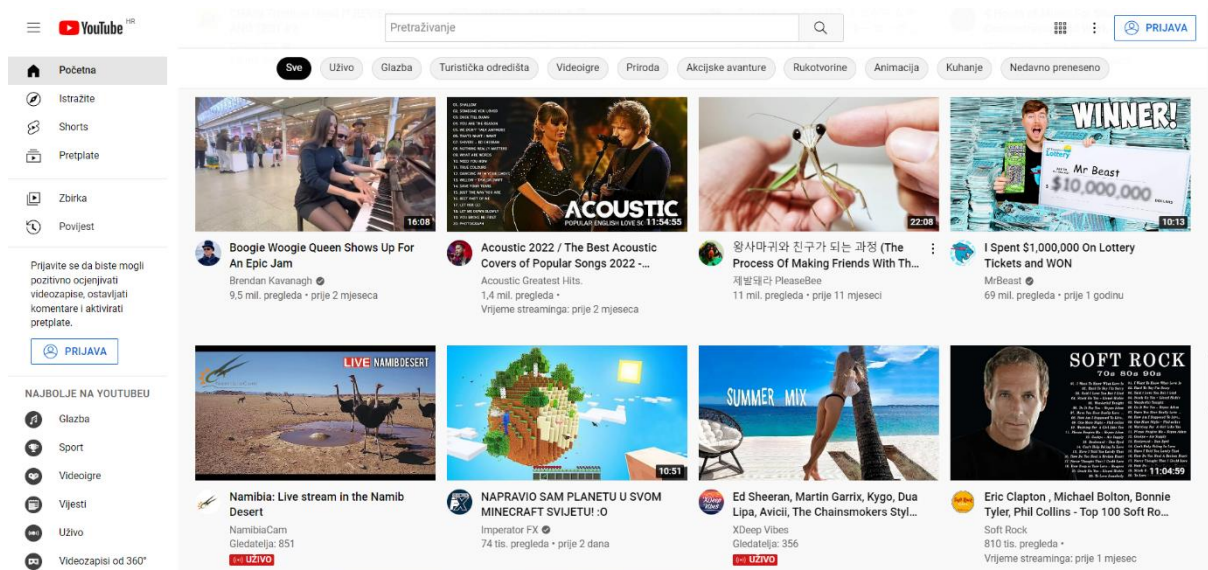 YouTube HR
Pretraživanje
PRIJAVA
Početna
Istražite
Shorts
Pretplate
Zbirka
Povijest
Prijavite se da biste mogli
pozitivno ocjenjivati
videozapise, ostavljati
komentare i aktivirati
pretplate.
PRIJAVA
NAJBOLJE NA YOUTUBEU
Glazba
Sport
Videoigre
Vijesti
Uživo
Videozapisi od 360°
Sve Uživo Glazba Turistička odredišta Videoigre Priroda Akcijske avanture Rukotvorine Animacija Kuhanje Nedavno preneseno
16:08
Boogie Woogie Queen Shows Up For
An Epic Jam
Brendan Kavanagh
9,5 mil. pregleda • prije 2 mjeseca
ACOUSTIC
POPULAR ENGLISH LOVE SO
11:54:55
Acoustic 2022 / The Best Acoustic
Covers of Popular Songs 2022 -...
Acoustic Greatest Hits.
1,4 mil. pregleda •
Vrijeme streaminga: prije 2 mjeseca
22:08
왕사마귀와 친구가 되는 과정 (The
Process Of Making Friends With Th...
제발돼라 PleaseBee
11 mil. pregleda • prije 11 mjeseci
WINNER!
Lottery
Mr Beast
$10,000,000
10:13
I Spent $1,000,000 On Lottery
Tickets and WON
MrBeast
69 mil. pregleda • prije 1 godinu
LIVE NAMIB DESERT
Namibia: Live stream in the Namib
Desert
NamibiaCam
Gledatelja: 851
UŽIVO
10:51
NAPRAVIO SAM PLANETU U SVOM
MINECRAFT SVIJETU! :O
Imperator FX
74 tis. pregleda • prije 2 dana
SUMMER MIX
Ed Sheeran, Martin Garrix, Kygo, Dua
Lipa, Avicii, The Chainsmokers Styl...
XDeep Vibes
Gledatelja: 356
UŽIVO
SOFT ROCK
70s 80s 90s
11:04:59
Eric Clapton , Michael Bolton, Bonnie
Tyler, Phil Collins - Top 100 Soft Ro...
Soft Rock
810 tis. pregleda •
Vrijeme streaminga: prije 1 mjesec